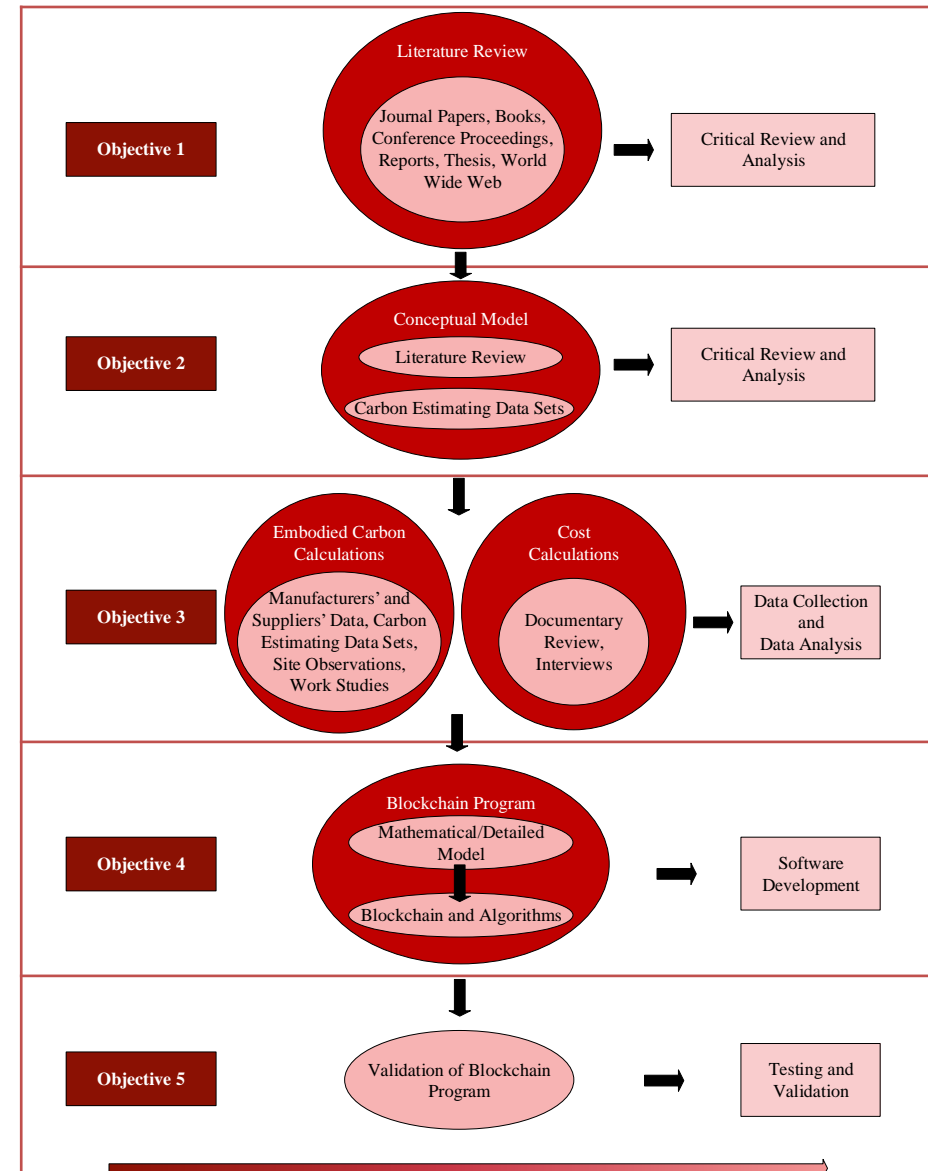 Literature Review
Journal Papers, Books,
Conference Proceedings,
Reports, Thesis, World
Wide Web
Objective 1
Critical Review and
Analysis
Conceptual Model
Literature Review
Carbon Estimating Data Sets
Objective 2
Critical Review and
Analysis
Embodied Carbon
Calculations
Manufacturers’ and
Suppliers’ Data, Carbon
Estimating Data Sets,
Site Observations,
Work Studies
Cost
Calculations
Documentary
Review,
Interviews
Objective 3
Data Collection
and
Data Analysis
Blockchain Program
Mathematical/Detailed
Model
Blockchain and Algorithms
Objective 4
Software
Development
Objective 5
Validation of Blockchain
Program
Testing and
Validation